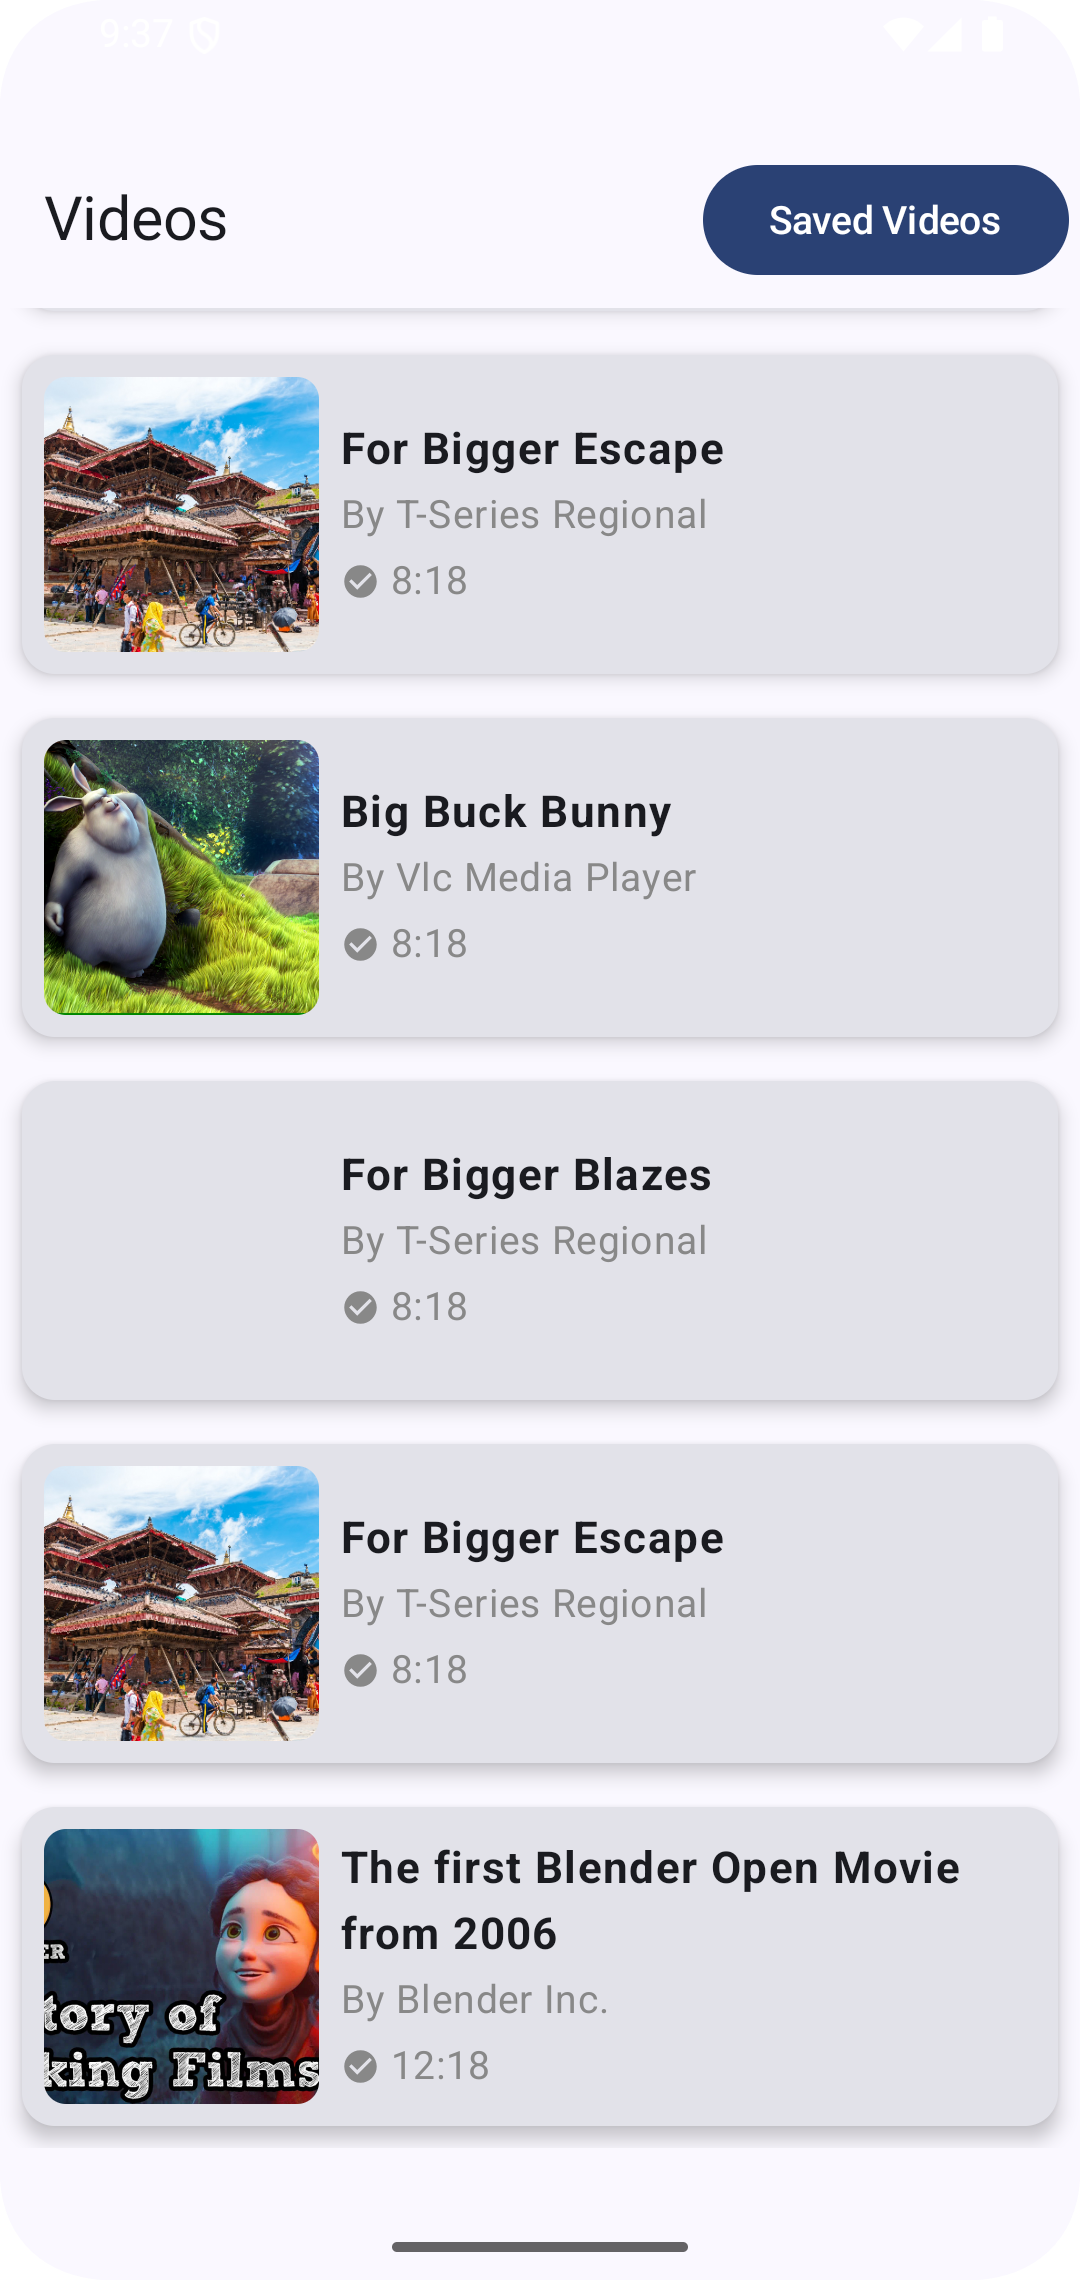 9:37
Videos
Saved Videos
For Bigger Escape
By T-Series Regional
8:18
Big Buck Bunny
By Vlc Media Player
8:18
For Bigger Blazes
By T-Series Regional
8:18
For Bigger Escape
By T-Series Regional
8:18
ER
tory of
king Films
The first Blender Open Movie
from 2006
By Blender Inc.
12:18